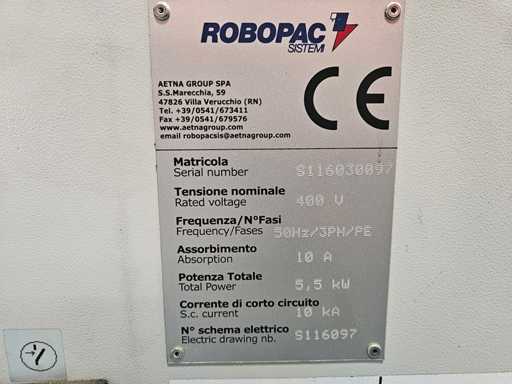 ROBOPAC
SISTEMI
AETNA GROUP SPA
S.S.Marecchia, 59
47826 Villa Verucchio (RN)
Tel. +39/0541/673411
Fax +39/0541/679576
www.aetnagroup.com
email robopacsis@aetnagroup.com
CE
Matricola
Serial number S116030097
Tensione nominale
Rated voltage 400 V
Frequenza/N°Fasi
Frequency/Fases 50Hz/3PH/PE
Assorbimento
Absorption 10 A
Potenza Totale
Total Power 5,5 kW
Corrente di corto circuito
S.c. current 10 kA
N° schema elettrico
Electric drawing nb. S116097